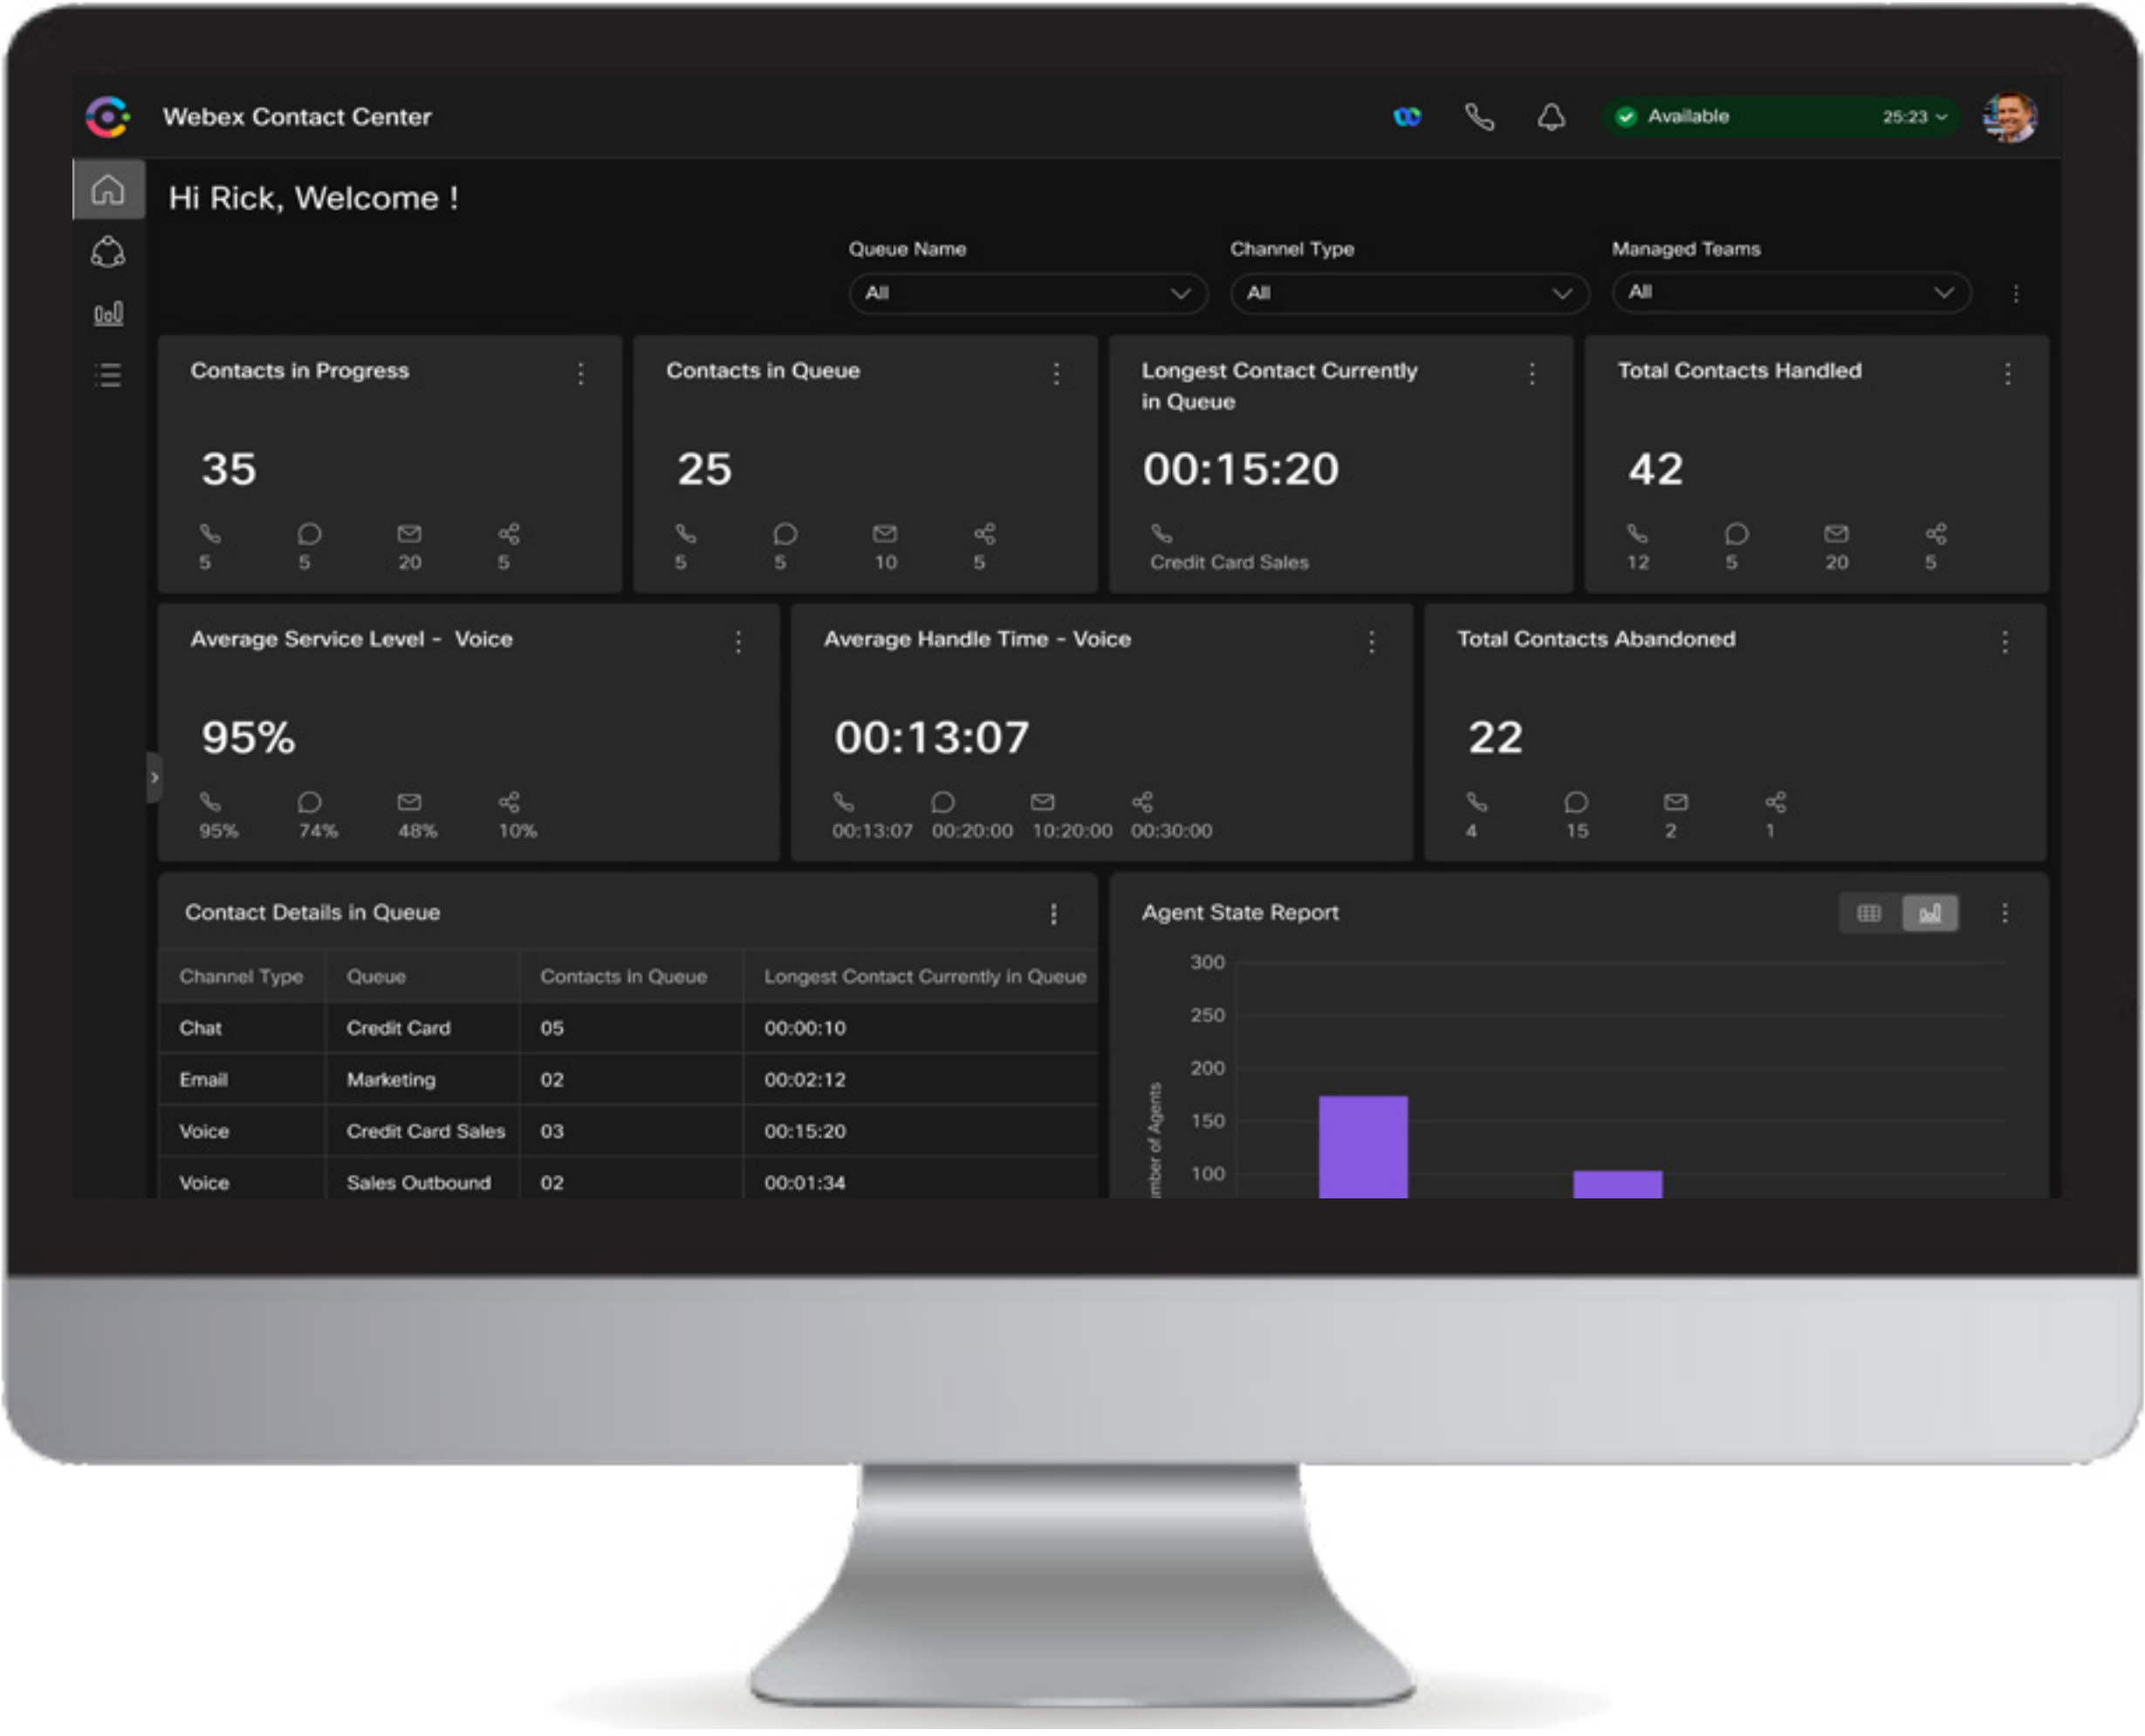 Webex Contact Center
Available 25:23
Hi Rick, Welcome !
Queue Name Channel Type Managed Teams
All All All
Contacts in Progress
35
5 5 20 5
Contacts in Queue
25
5 5 10 5
Longest Contact Currently
in Queue
00:15:20
Credit Card Sales
Total Contacts Handled
42
12 5 20 5
Average Service Level - Voice
95%
95% 74% 48% 10%
Average Handle Time - Voice
00:13:07
00:13:07 00:20:00 10:20:00 00:30:00
Total Contacts Abandoned
22
4 15 2 1
Contact Details in Queue
Channel Type Queue Contacts in Queue Longest Contact Currently in Queue
Chat Credit Card 05 00:00:10
Email Marketing 02 00:02:12
Voice Credit Card Sales 03 00:15:20
Voice Sales Outbound 02 00:01:34
Agent State Report
300
250
200
150
100
of Agents